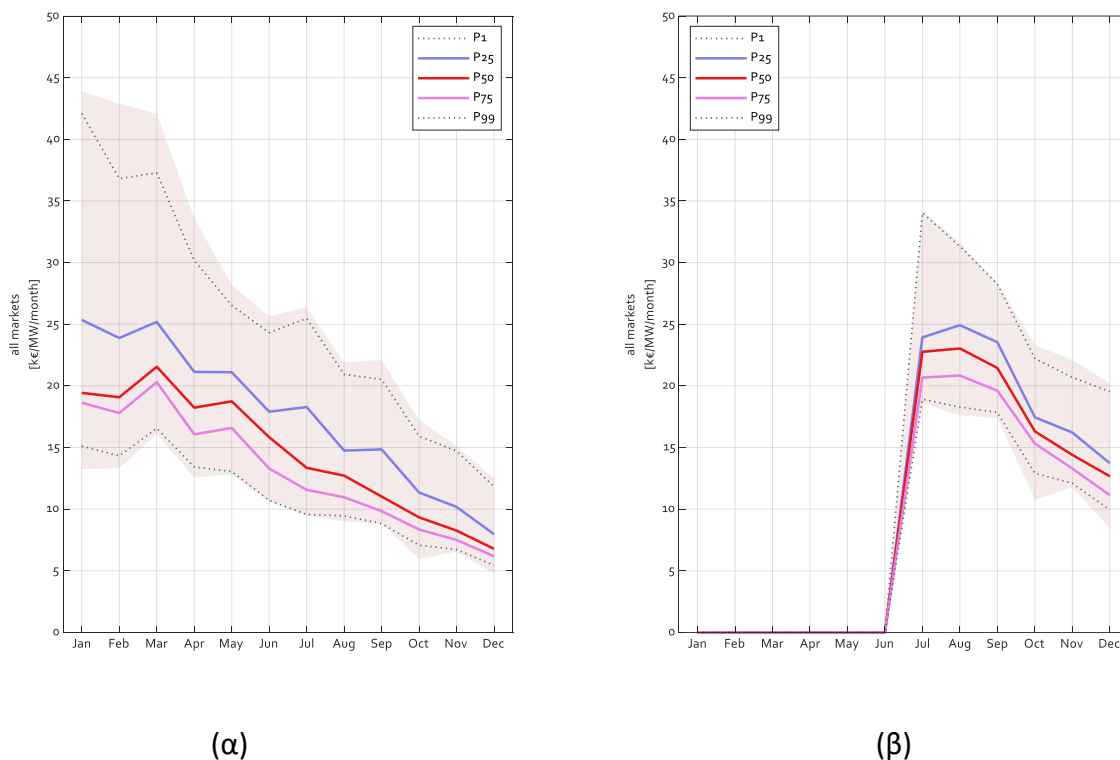 50
45
40
35
30
25
20
15
10
5
0
all markets
[k€/MW/month]
Jan Feb Mar Apr May Jun Jul Aug Sep Oct Nov Dec
P1
P25
P50
P75
P99
(α)
50
45
40
35
30
25
20
15
10
5
0
all markets
[k€/MW/month]
Jan Feb Mar Apr May Jun Jul Aug Sep Oct Nov Dec
P1
P25
P50
P75
P99
(β)